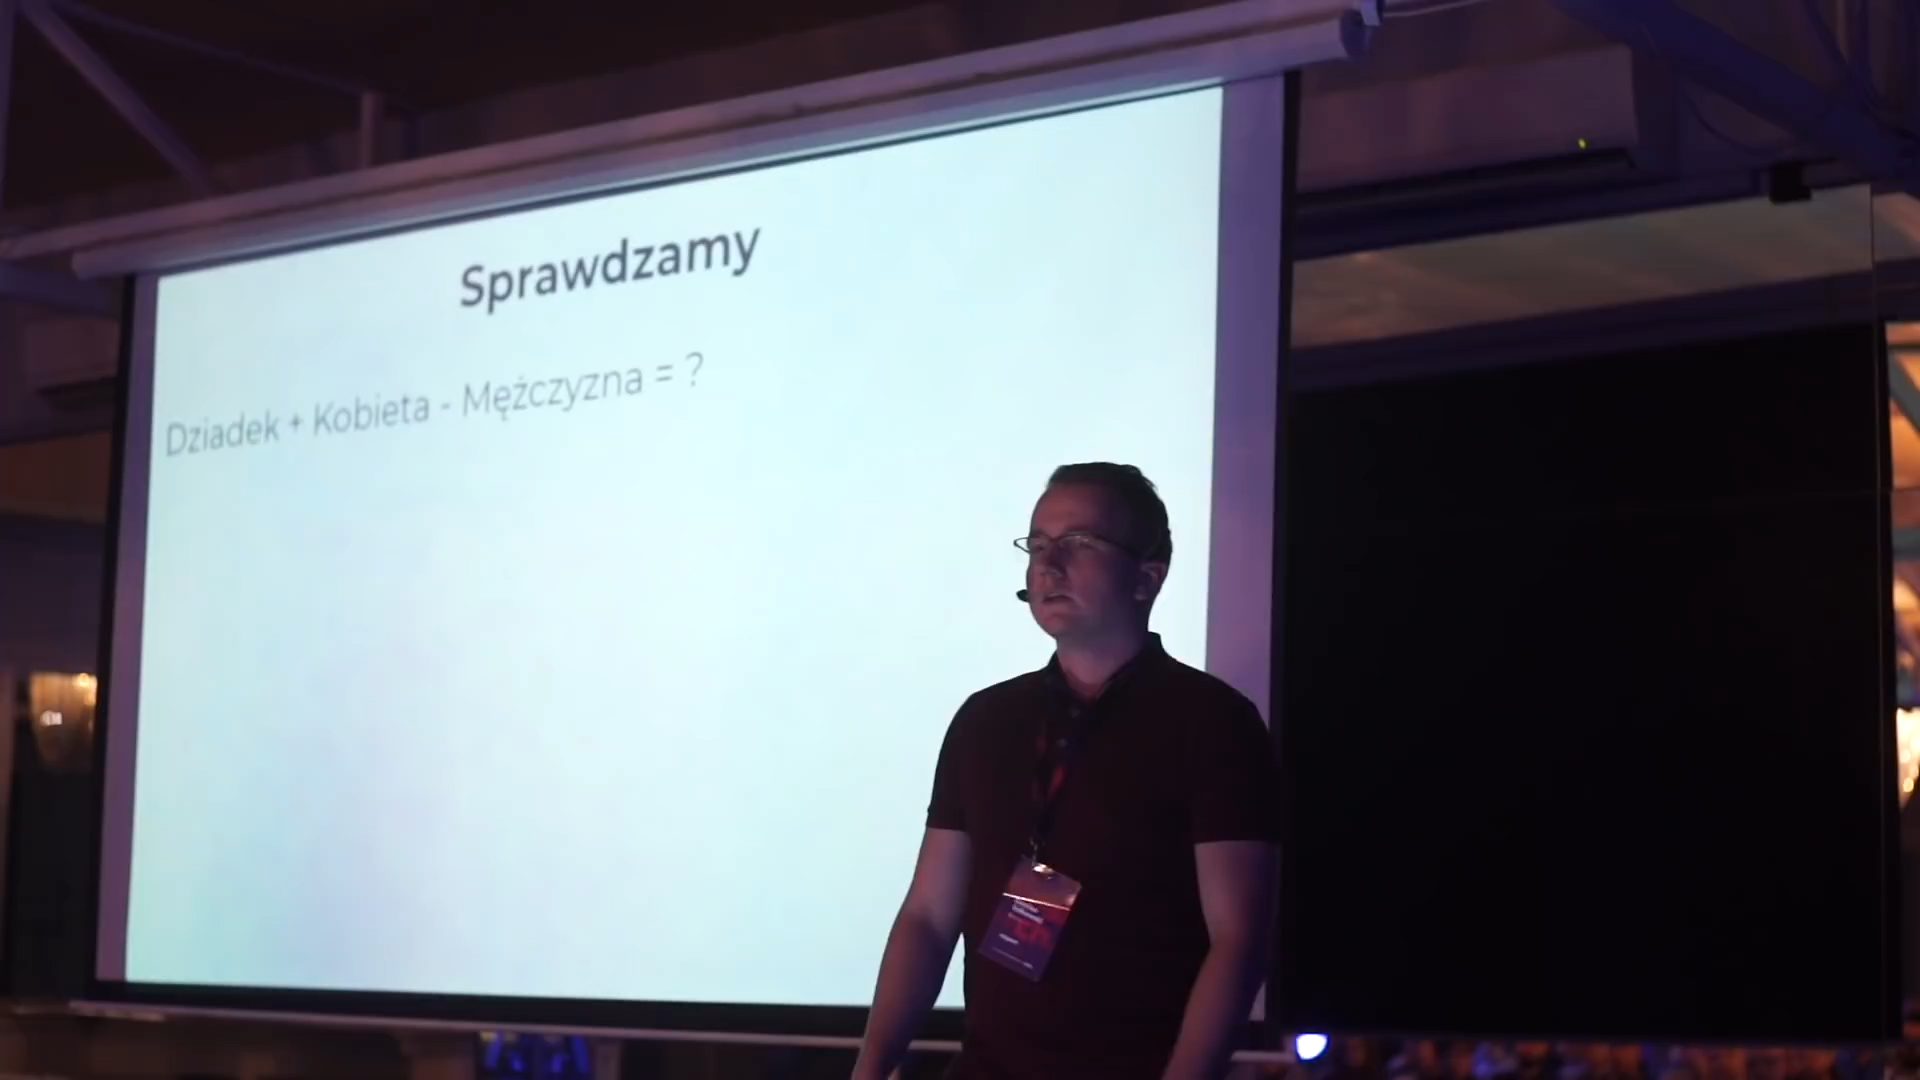 Sprawdzamy
Dziadek + Kobieta - Mężczyzna = ?